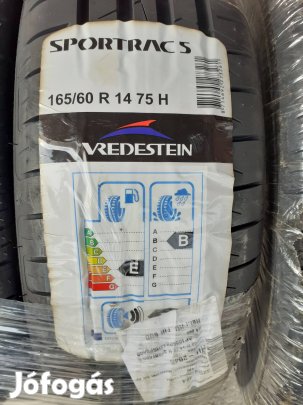 SPORTRAC 5
165/60 R 14 75 H
VREDESTEIN
A
B
C
D
E
F
G
B
E
Jófogás